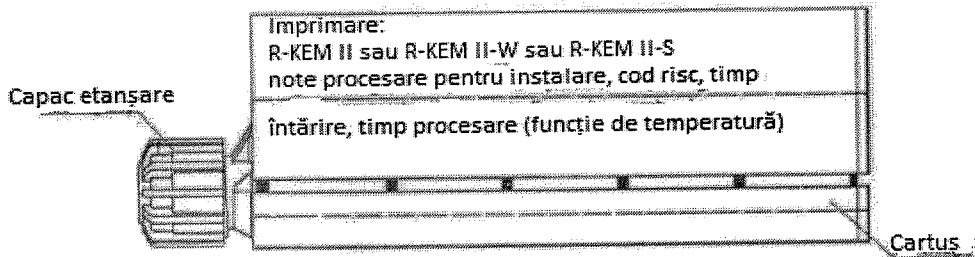 Imprimare:
R-KEM II sau R-KEM II-W sau R-KEM II-S
note procesare pentru instalare, cod risc, timp
Capac etanșare
întărire, timp procesare (funcție de temperatură)
Cartuș